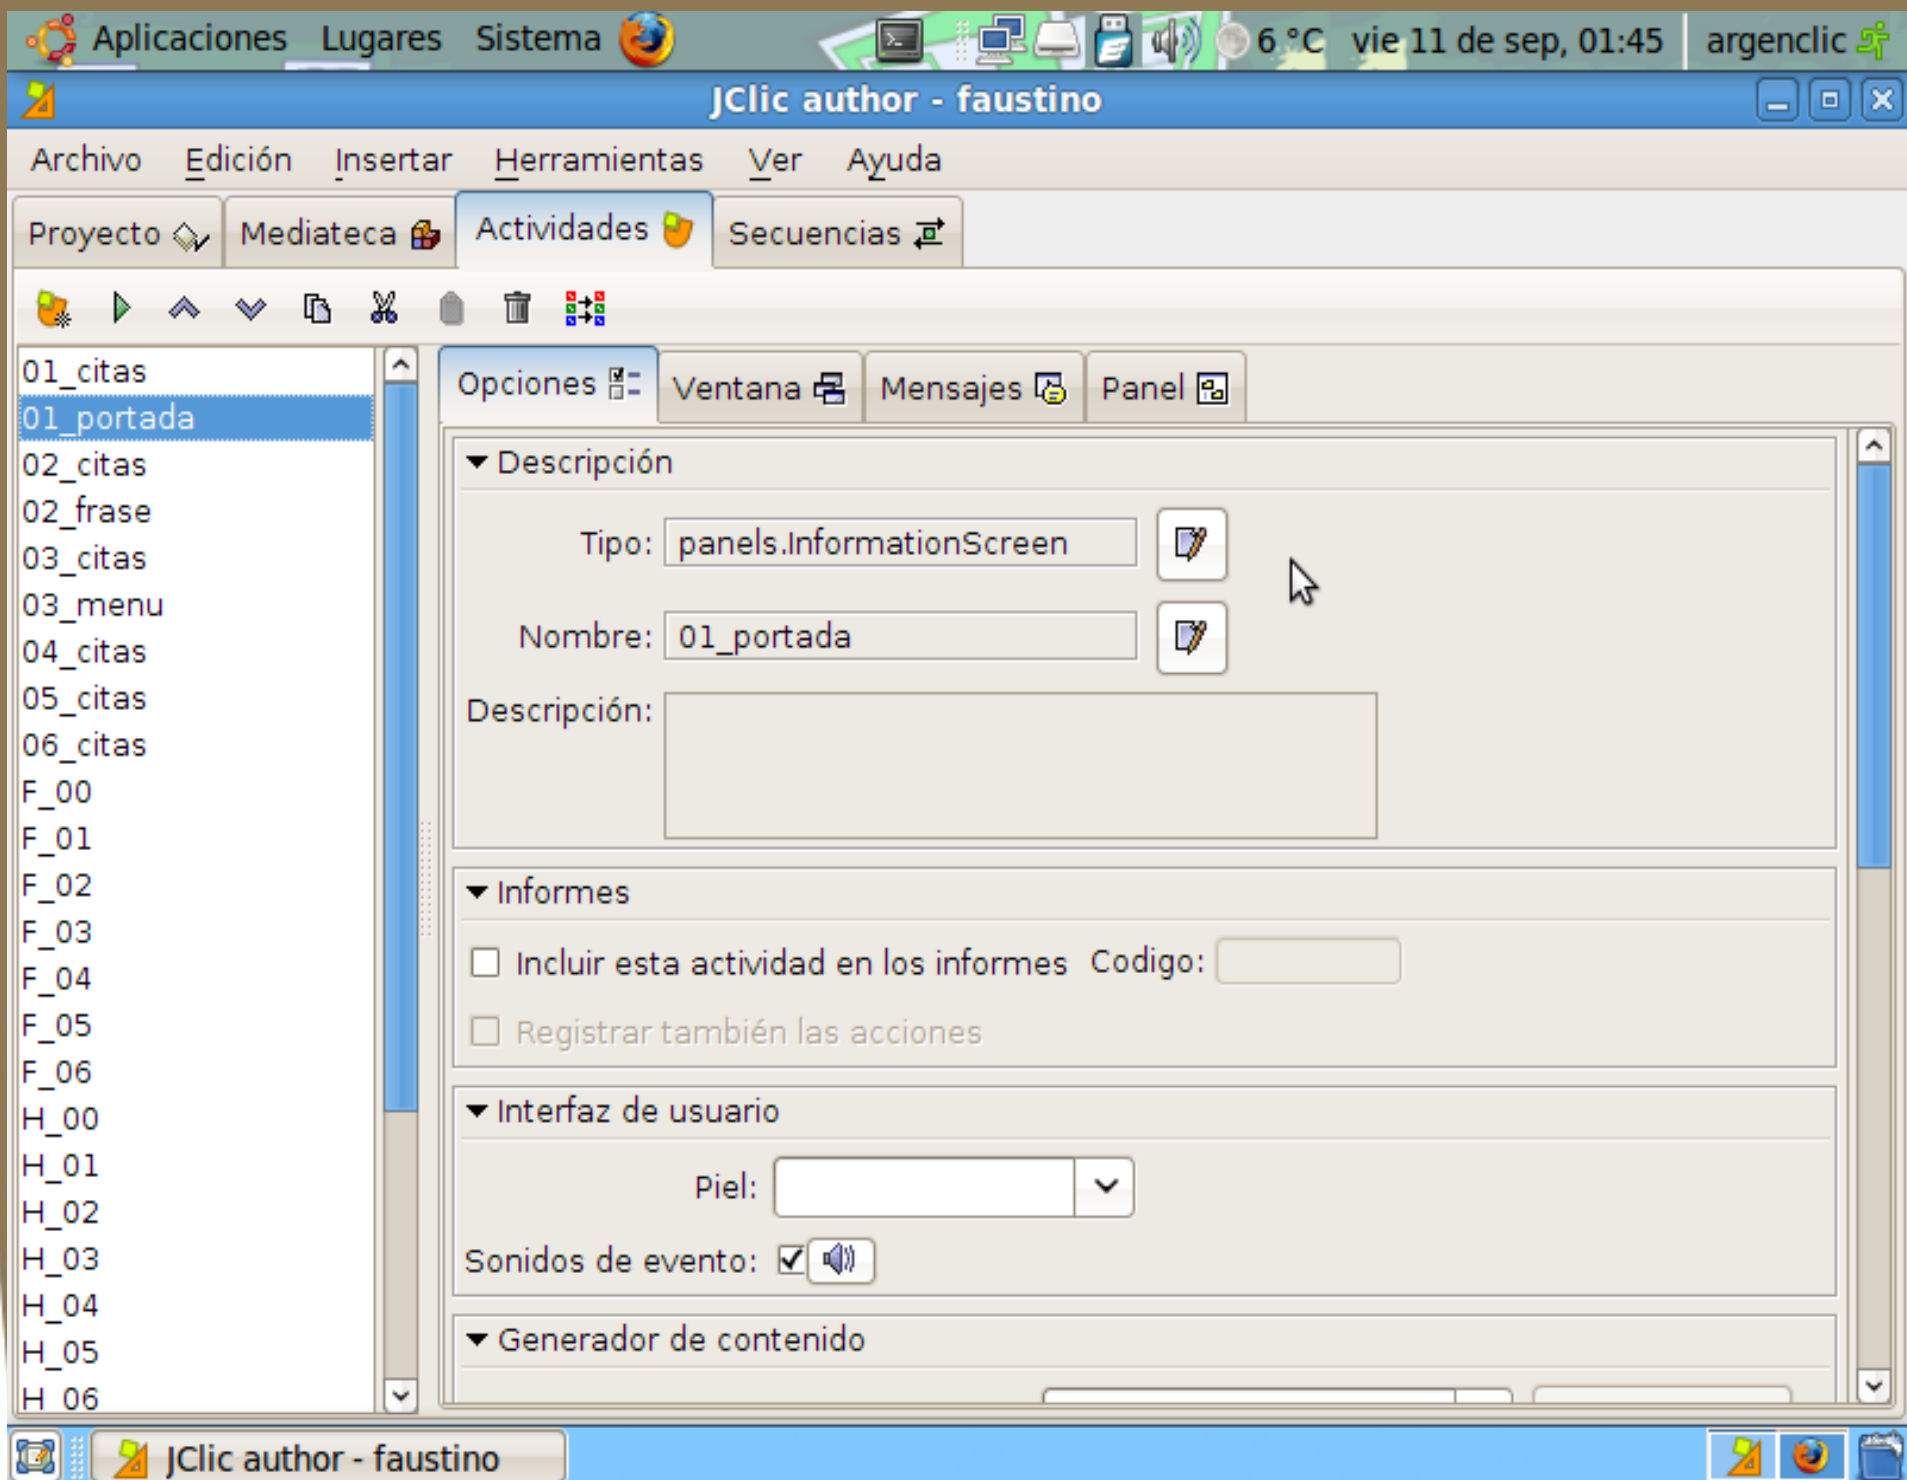 Aplicaciones Lugares Sistema 6 °C vie 11 de sep, 01:45 argenclic
JClic author - faustino
Archivo Edición Insertar Herramientas Ver Ayuda
Proyecto Mediateca Actividades Secuencias
01_citas
01_portada
02_citas
02_frase
03_citas
03_menu
04_citas
05_citas
06_citas
F_00
F_01
F_02
F_03
F_04
F_05
F_06
H_00
H_01
H_02
H_03
H_04
H_05
H_06
Opciones Ventana Mensajes Panel
Descripción
Tipo: panels.InformationScreen
Nombre: 01_portada
Descripción:
Informes
Incluir esta actividad en los informes Codigo:
Registrar también las acciones
Interfaz de usuario
Piel:
Sonidos de evento:
Generador de contenido
JClic author - faustino